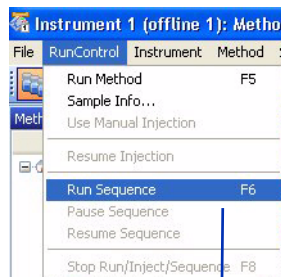 Instrument 1 (offline 1): Metho
File RunControl Instrument Method
Run Method F5
Sample Info...
Use Manual Injection
Meth
Resume Injection
Run Sequence F6
Pause Sequence
Resume Sequence
Stop Run/Inject/Sequence F8